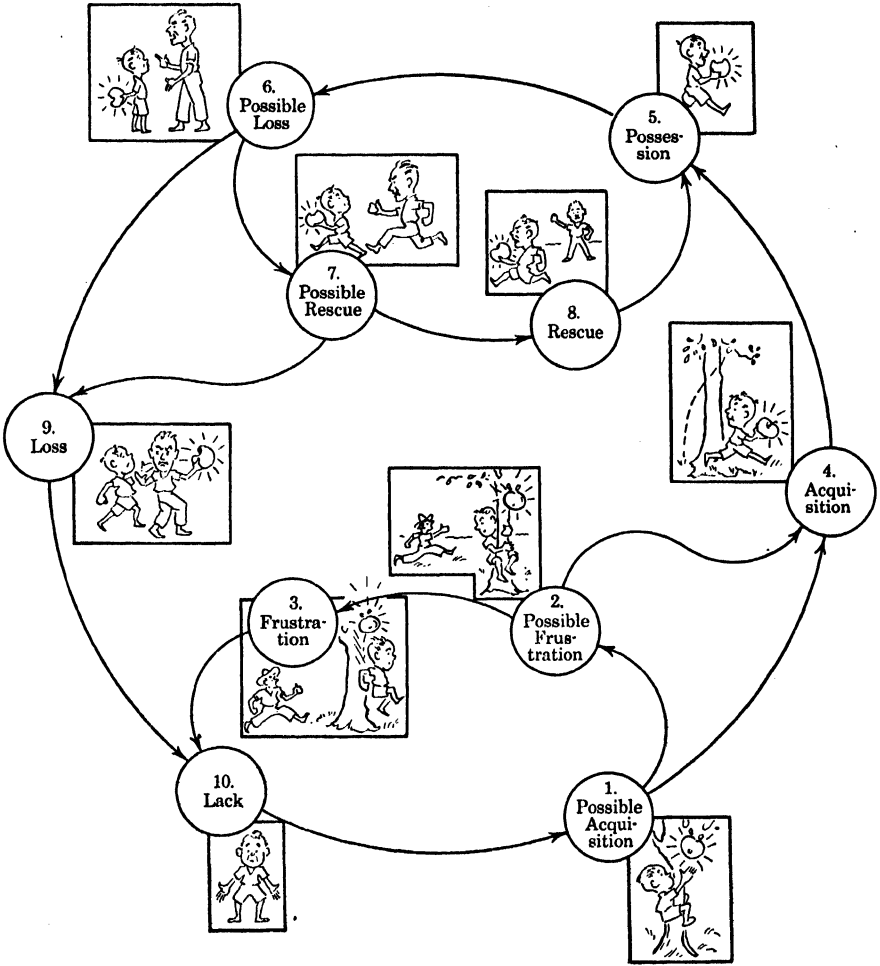 6.
Possible
Loss
5.
Posses-
sion
7.
Possible
Rescue
8.
Rescue
9.
Loss
4.
Acqui-
sition
3.
Frustra-
tion
2.
Possible
Frus-
tration
10.
Lack
1.
Possible
Acqui-
sition